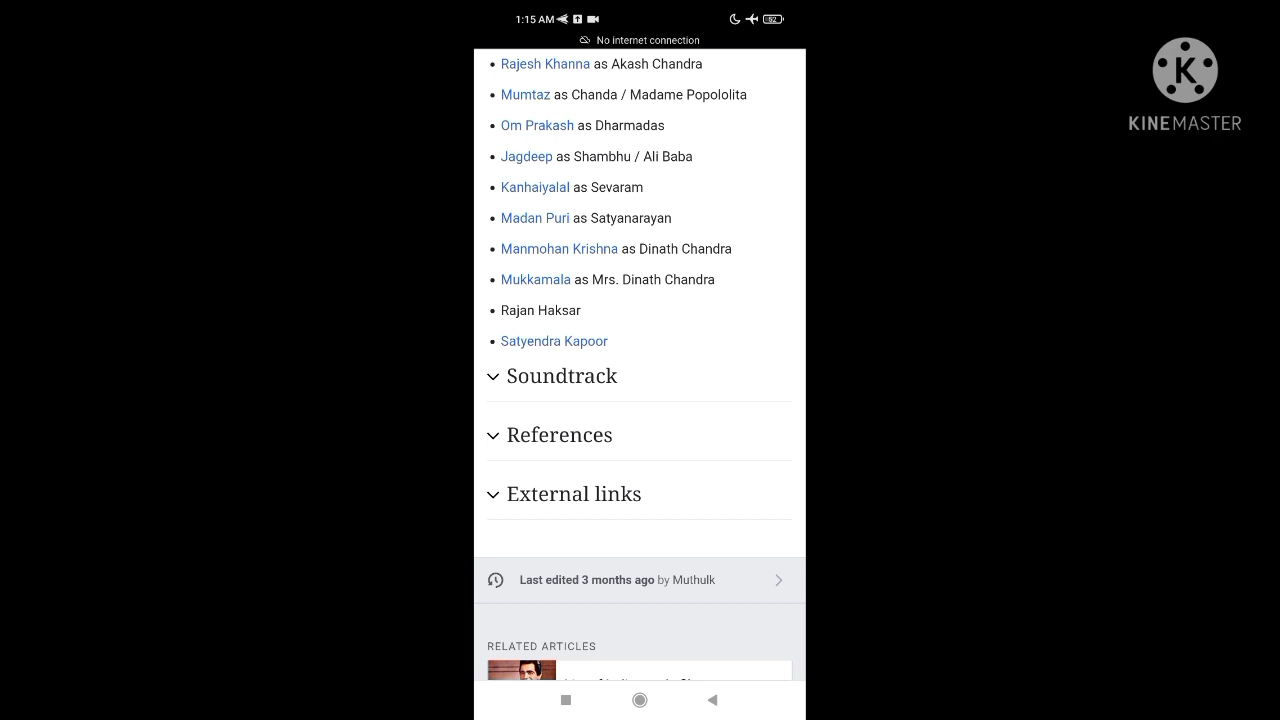 1:15 AM
52
No internet connection
KINEMASTER
• Rajesh Khanna as Akash Chandra
• Mumtaz as Chanda / Madame Popololita
• Om Prakash as Dharmadas
• Jagdeep as Shambhu / Ali Baba
• Kanhaiyalal as Sevaram
• Madan Puri as Satyanarayan
• Manmohan Krishna as Dinath Chandra
• Mukkamala as Mrs. Dinath Chandra
• Rajan Haksar
• Satyendra Kapoor
Soundtrack
References
External links
Last edited 3 months ago by Muthulk
RELATED ARTICLES